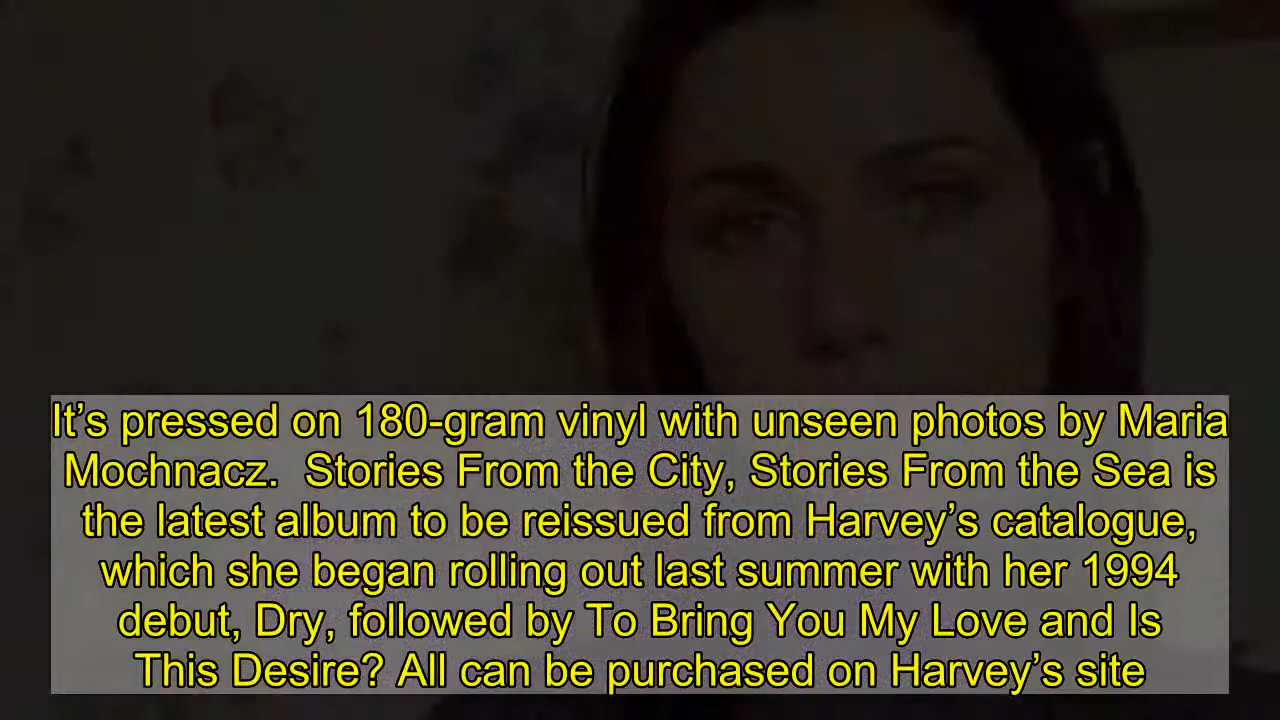 It’s pressed on 180-gram vinyl with unseen photos by Maria
Mochnacz.  Stories From the City, Stories From the Sea is
the latest album to be reissued from Harvey’s catalogue,
which she began rolling out last summer with her 1994
debut, Dry, followed by To Bring You My Love and Is
This Desire? All can be purchased on Harvey’s site